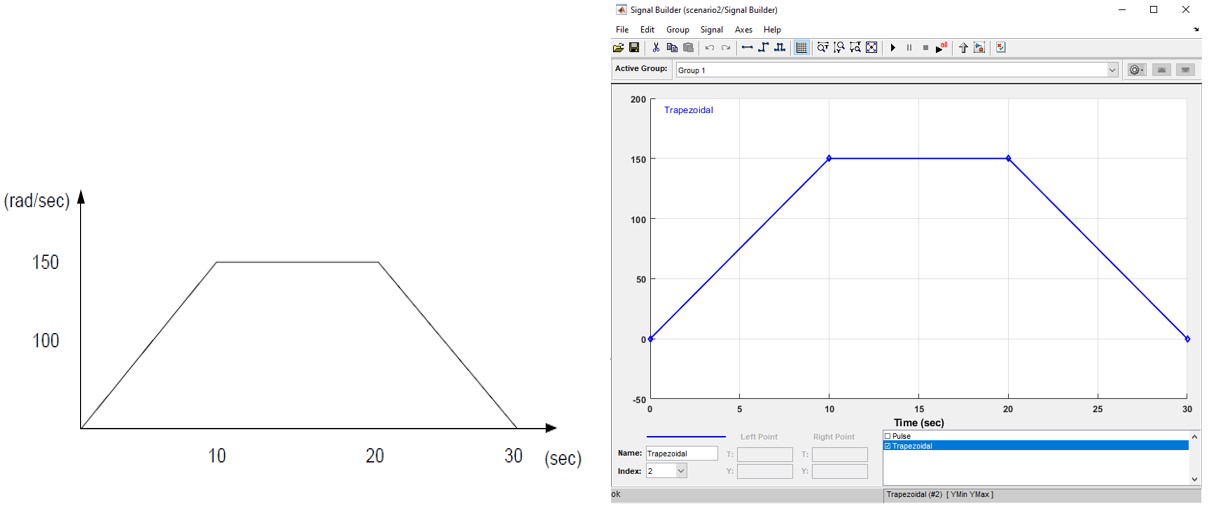 (rad/sec)
150
100
10 20 30 (sec)
Signal Builder (scenario2/Signal Builder)
File Edit Group Signal Axes Help
all
Active Group: Group 1
200
Trapezoidal
150
100
50
0
-50
0 5 10 15 20 25 30
Time (sec)
Left Point Right Point
Name: Trapezoidal T: T:
Index: 2 Y: Y:
Pulse
Trapezoidal
ok
Trapezoidal (#2) [ YMin YMax ]